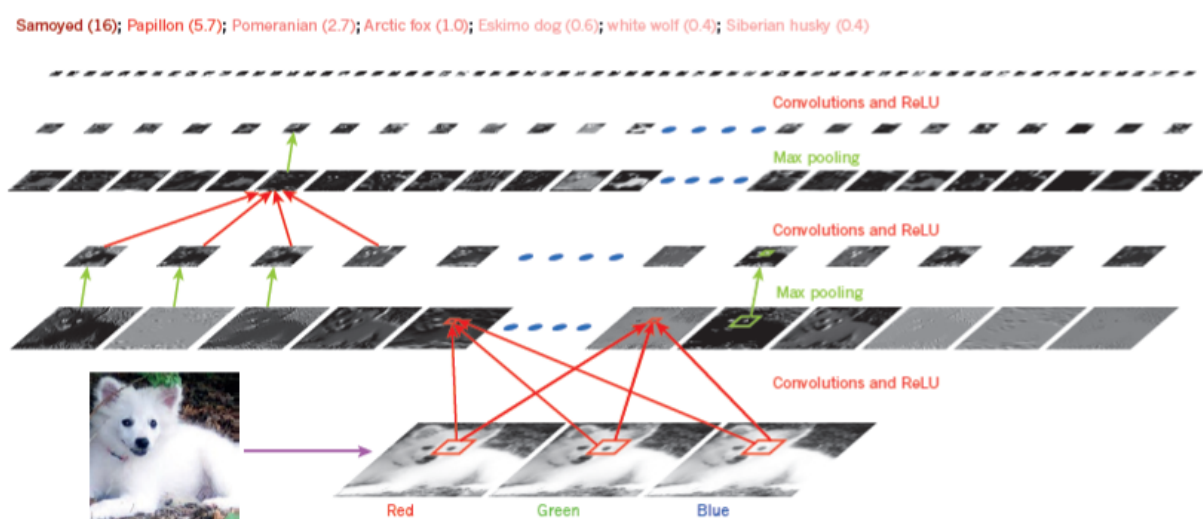 Samoyed (16); Papillon (5.7); Pomeranian (2.7); Arctic fox (1.0); Eskimo dog (0.6); white wolf (0.4); Siberian husky (0.4)
Convolutions and ReLU
Max pooling
Convolutions and ReLU
Max pooling
Convolutions and ReLU
Red Green Blue